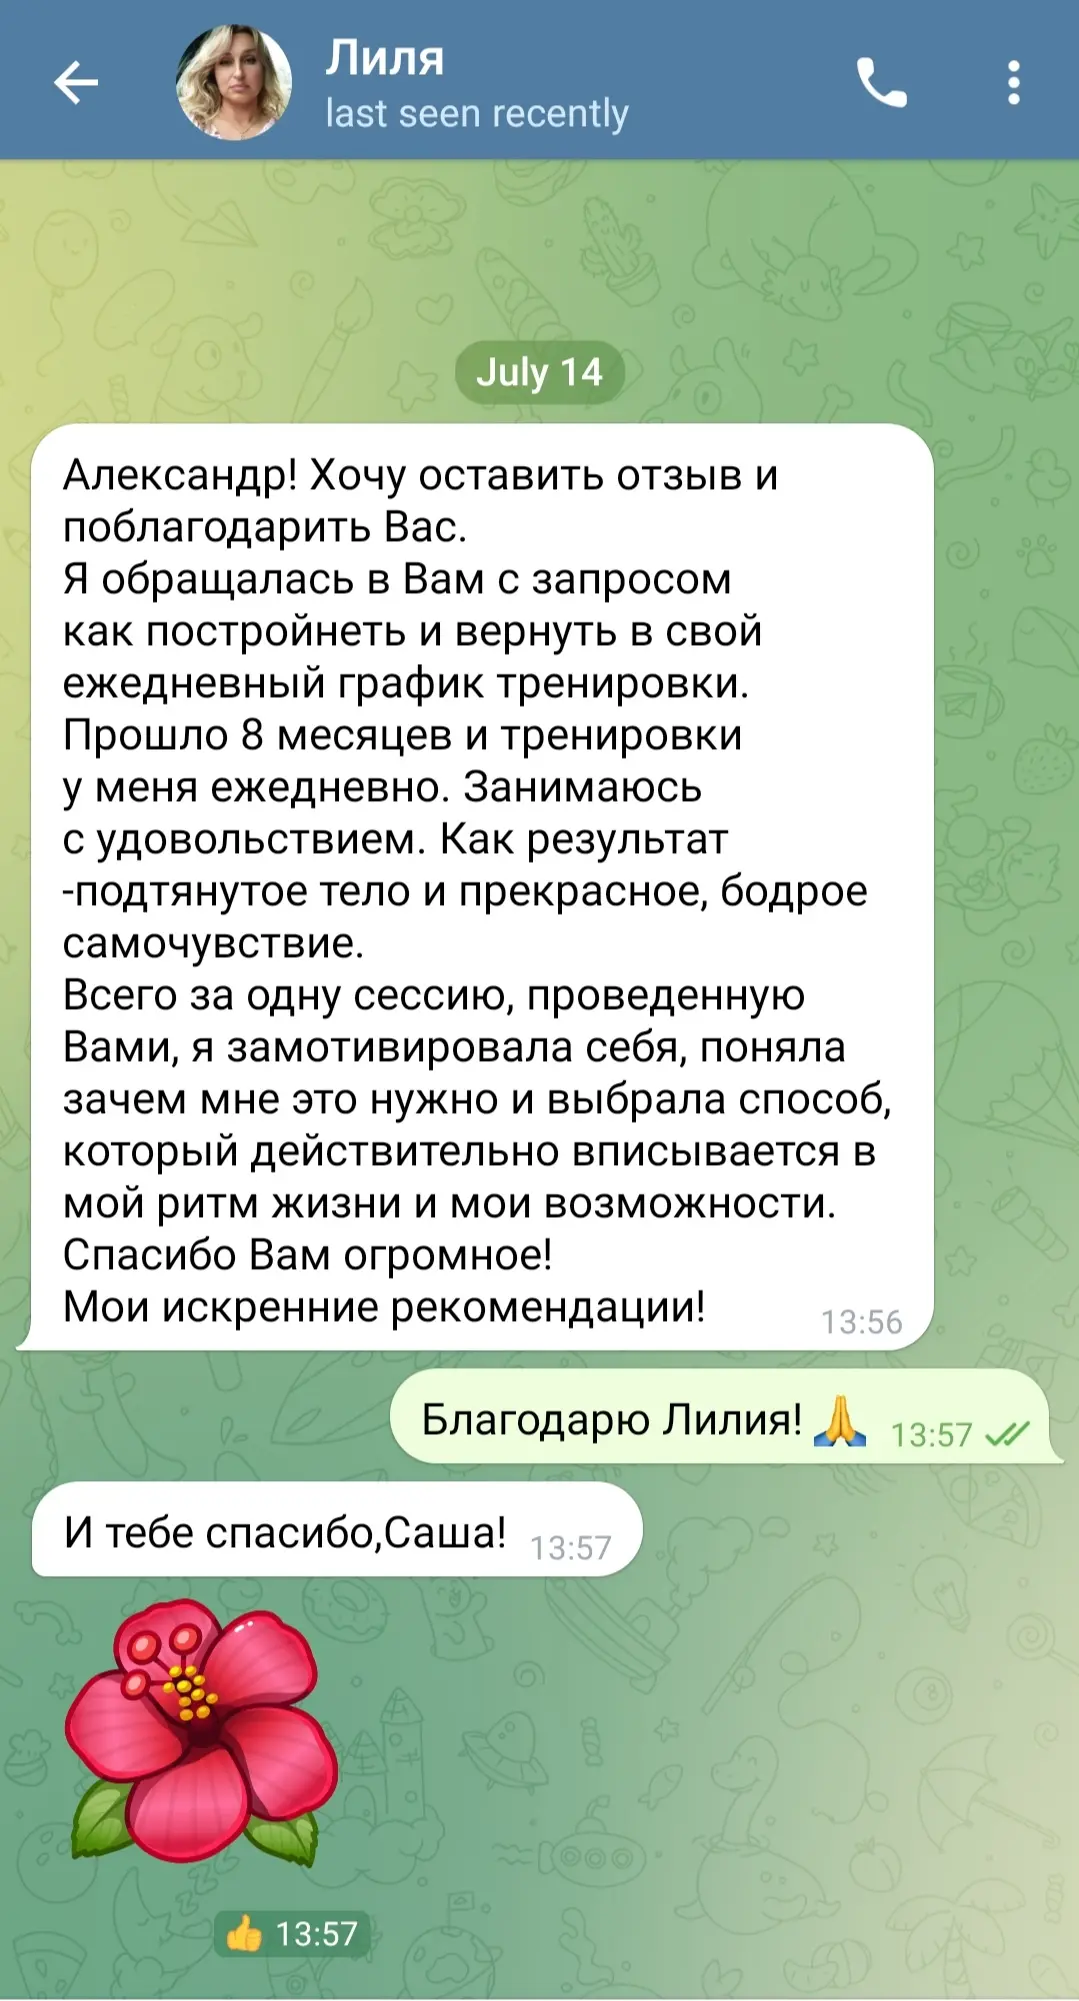 Лиля
last seen recently
July 14
Александр! Хочу оставить отзыв и
поблагодарить Вас.
Я обращалась в Вам с запросом
как постройнеть и вернуть в свой
ежедневный график тренировки.
Прошло 8 месяцев и тренировки
у меня ежедневно. Занимаюсь
с удовольствием. Как результат
-подтянутое тело и прекрасное, бодрое
самочувствие.
Всего за одну сессию, проведенную
Вами, я замотивировала себя, поняла
зачем мне это нужно и выбрала способ,
который действительно вписывается в
мой ритм жизни и мои возможности.
Спасибо Вам огромное!
Мои искренние рекомендации! 13:56
Благодарю Лилия!🙏 13:57
И тебе спасибо,Саша! 13:57
👍 13:57